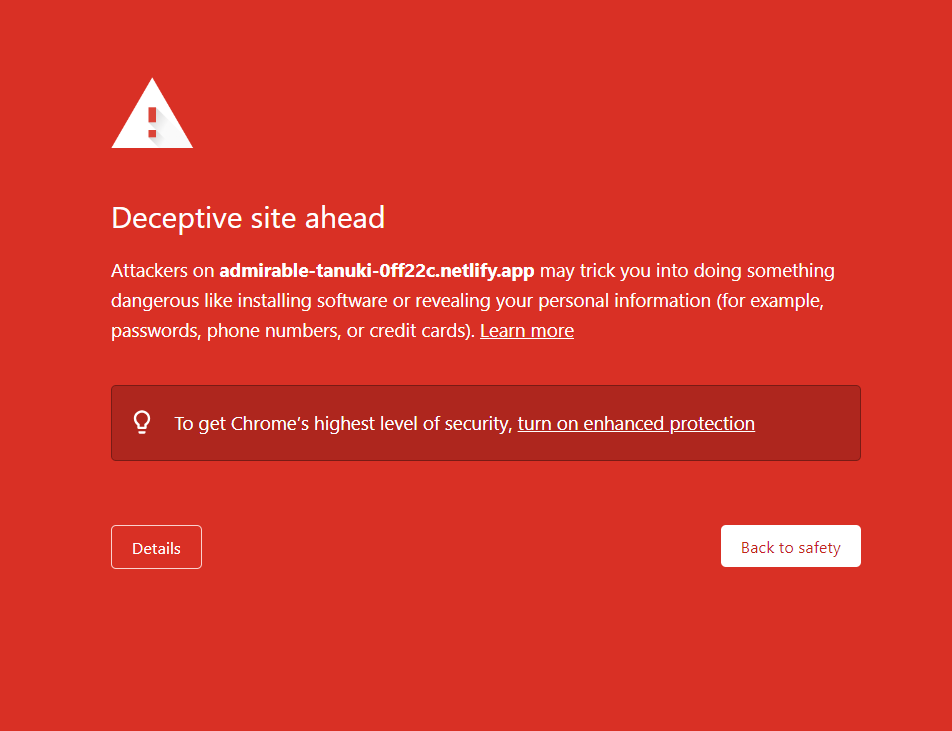 Deceptive site ahead
Attackers on admirable-tanuki-0ff22c.netlify.app may trick you into doing something
dangerous like installing software or revealing your personal information (for example,
passwords, phone numbers, or credit cards). Learn more
To get Chrome's highest level of security, turn on enhanced protection
Details
Back to safety